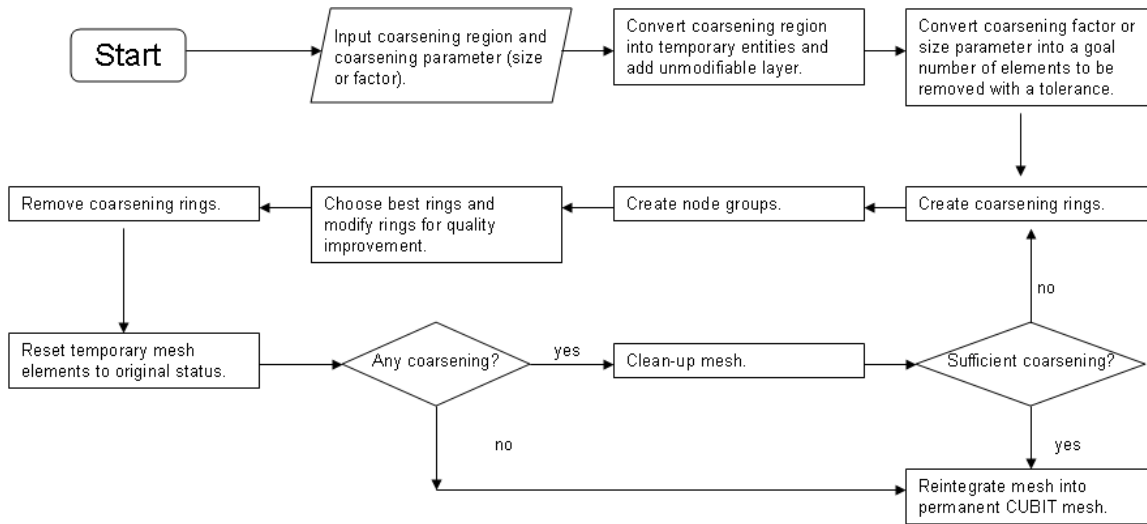 Start
Input coarsening region and
coarsening parameter (size
or factor).
Convert coarsening region
into temporary entities and
add unmodifiable layer.
Convert coarsening factor or
size parameter into a goal
number of elements to be
removed with a tolerance.
Create coarsening rings.
Create node groups.
Choose best rings and
modify rings for quality
improvement.
Remove coarsening rings.
Reset temporary mesh
elements to original status.
Any coarsening?
yes
no
Clean-up mesh.
Sufficient coarsening?
no
yes
Reintegrate mesh into
permanent CUBIT mesh.